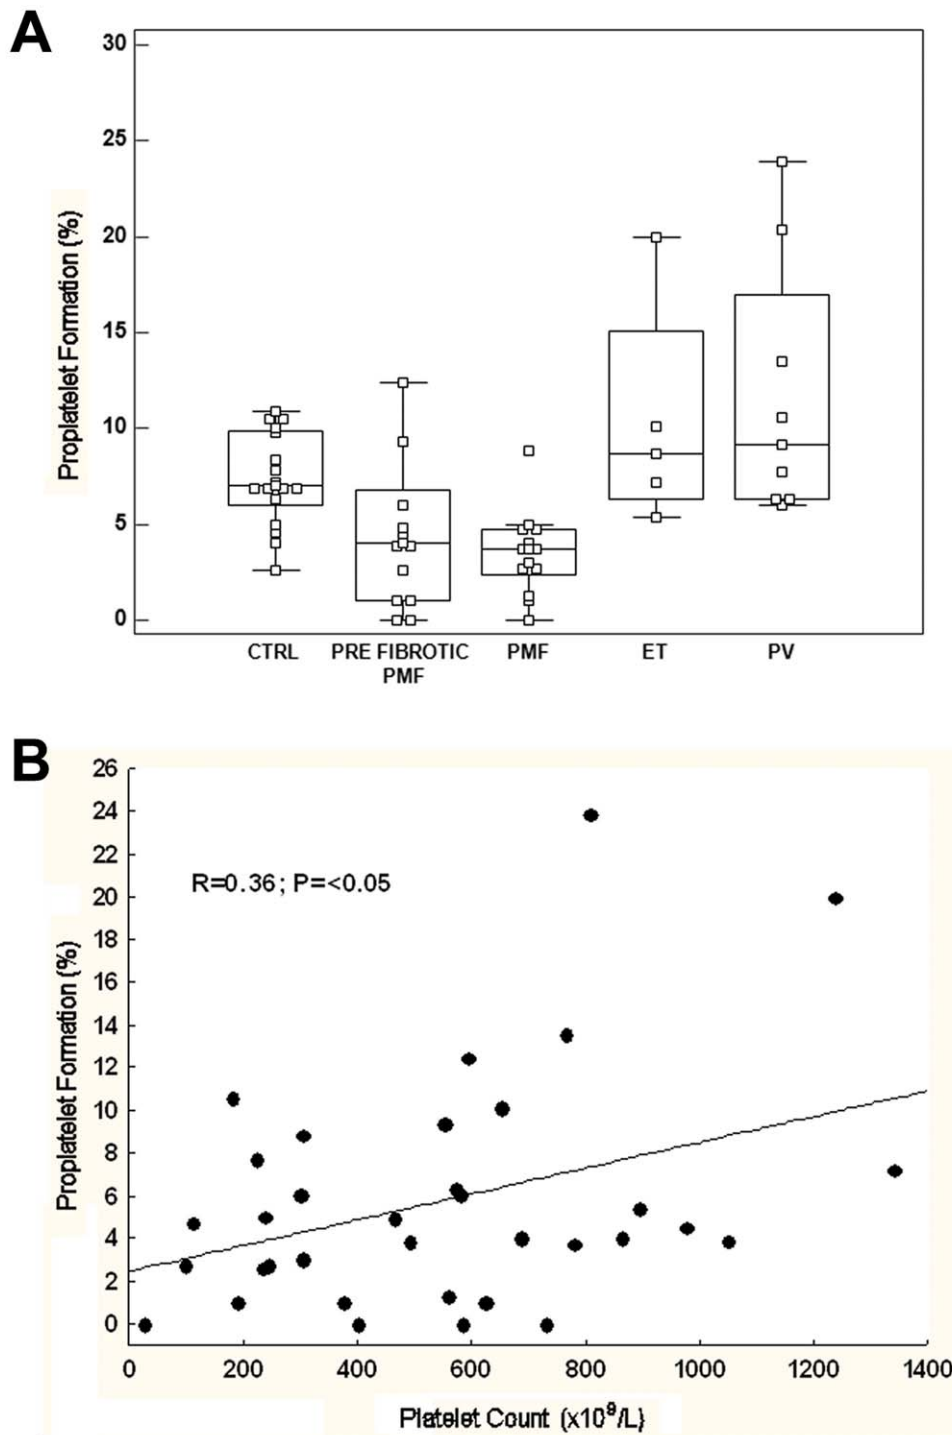 A
Proplatelet Formation (%)
30
25
20
15
10
5
0
CTRL
PRE FIBROTIC
PMF
PMF
ET
PV
B
Proplatelet Formation (%)
26
24
22
20
18
16
14
12
10
8
6
4
2
0
R=0.36; P=<0.05
0 200 400 600 800 1000 1200 1400
Platelet Count (x10⁹/L)